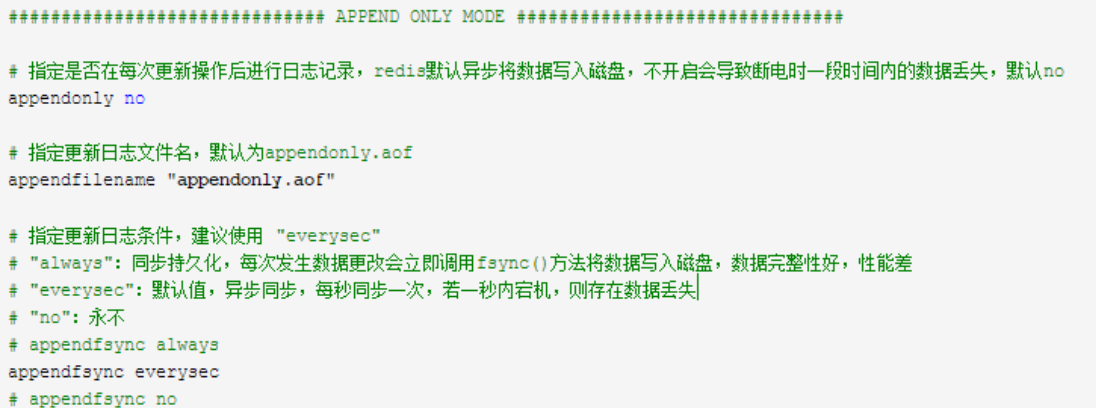 ############################## APPEND ONLY MODE ###############################
# 指定是否在每次更新操作后进行日志记录，redis默认异步将数据写入磁盘，不开启会导致断电时一段时间内的数据丢失，默认no
appendonly no
# 指定更新日志文件名，默认为appendonly.aof
appendfilename "appendonly.aof"
# 指定更新日志条件，建议使用 "everysec"
# "always"：同步持久化，每次发生数据更改会立即调用fsync()方法将数据写入磁盘，数据完整性好，性能差
# "everysec"：默认值，异步同步，每秒同步一次，若一秒内宕机，则存在数据丢失
# "no"：永不
# appendfsync always
appendfsync everysec
# appendfsync no